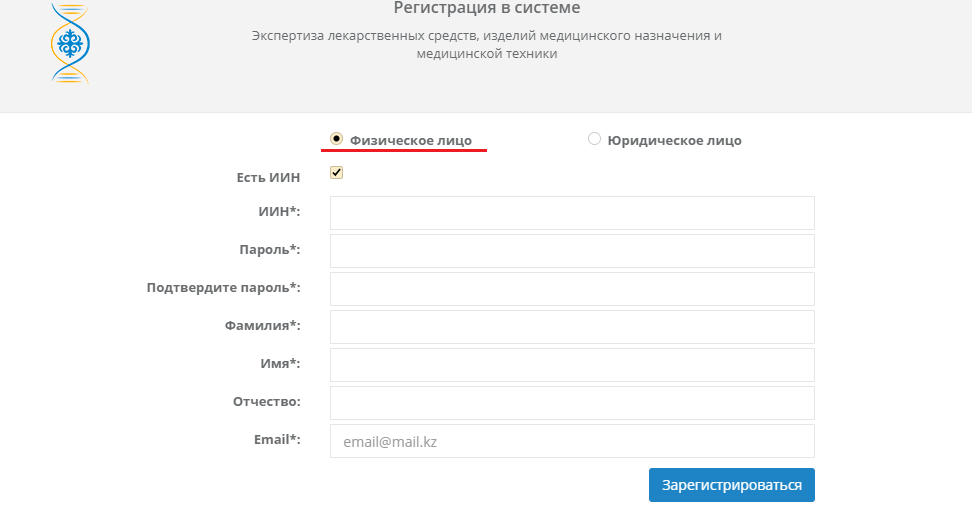 Регистрация в системе
Экспертиза лекарственных средств, изделий медицинского назначения и
медицинской техники
Физическое лицо
Юридическое лицо
Есть ИИН
ИИН*:
Пароль*:
Подтвердите пароль*:
Фамилия*:
Имя*:
Отчество:
Email*:
email@mail.kz
Зарегистрироваться